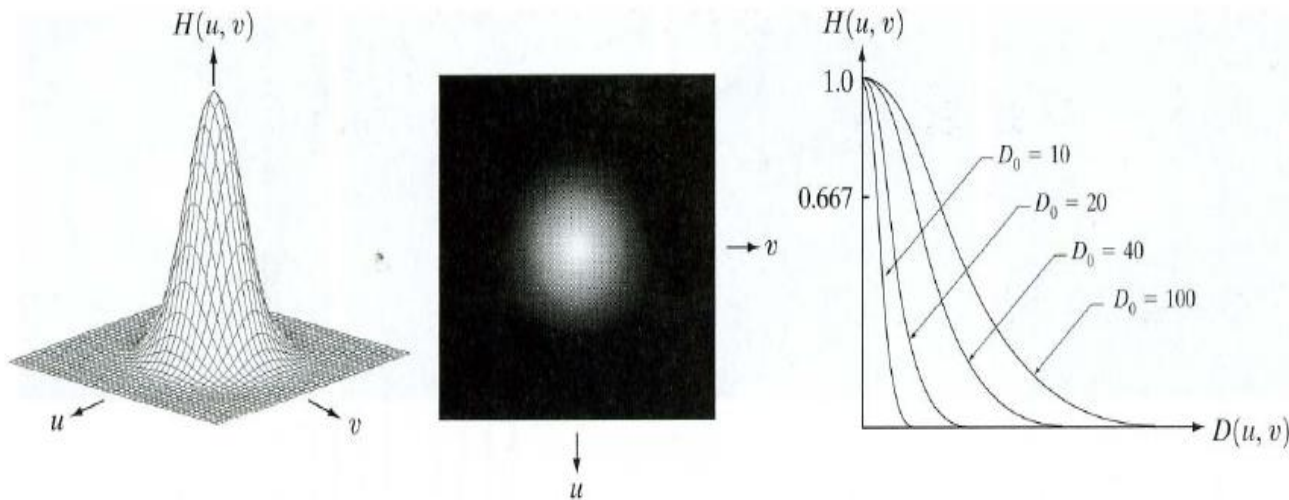 H(u, v)
u
v
v
u
H(u, v)
1.0
0.667
D₀ = 10
D₀ = 20
D₀ = 40
D₀ = 100
D(u, v)